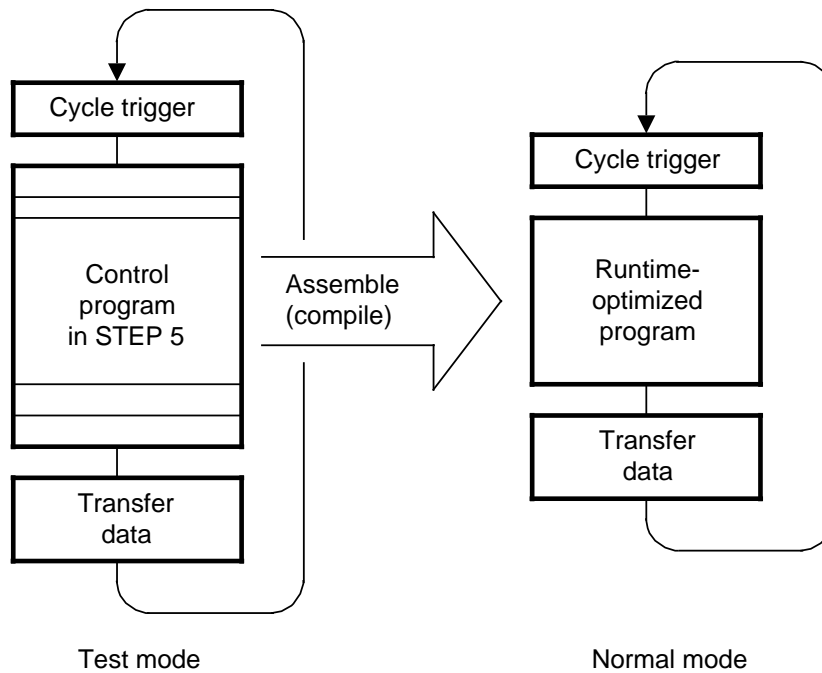 Cycle trigger
Control
program
in STEP 5
Transfer
data
Assemble
(compile)
Cycle trigger
Runtime-
optimized
program
Transfer
data
Test mode
Normal mode